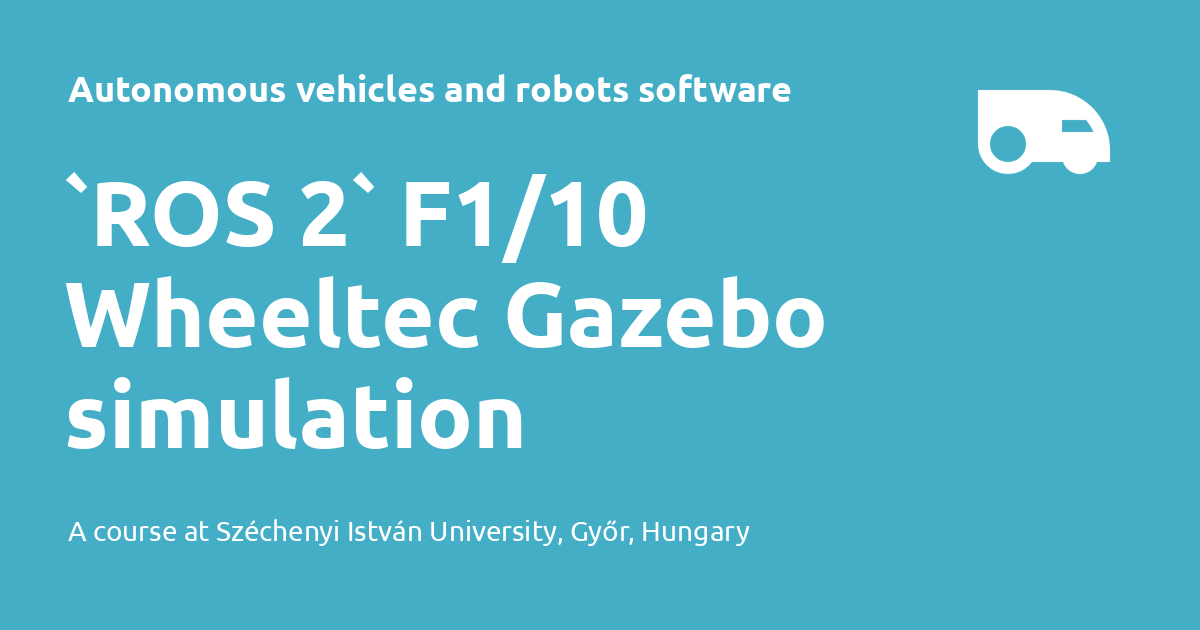 Autonomous vehicles and robots software
`ROS 2` F1/10
Wheeltec Gazebo
simulation
A course at Széchenyi István University, Győr, Hungary